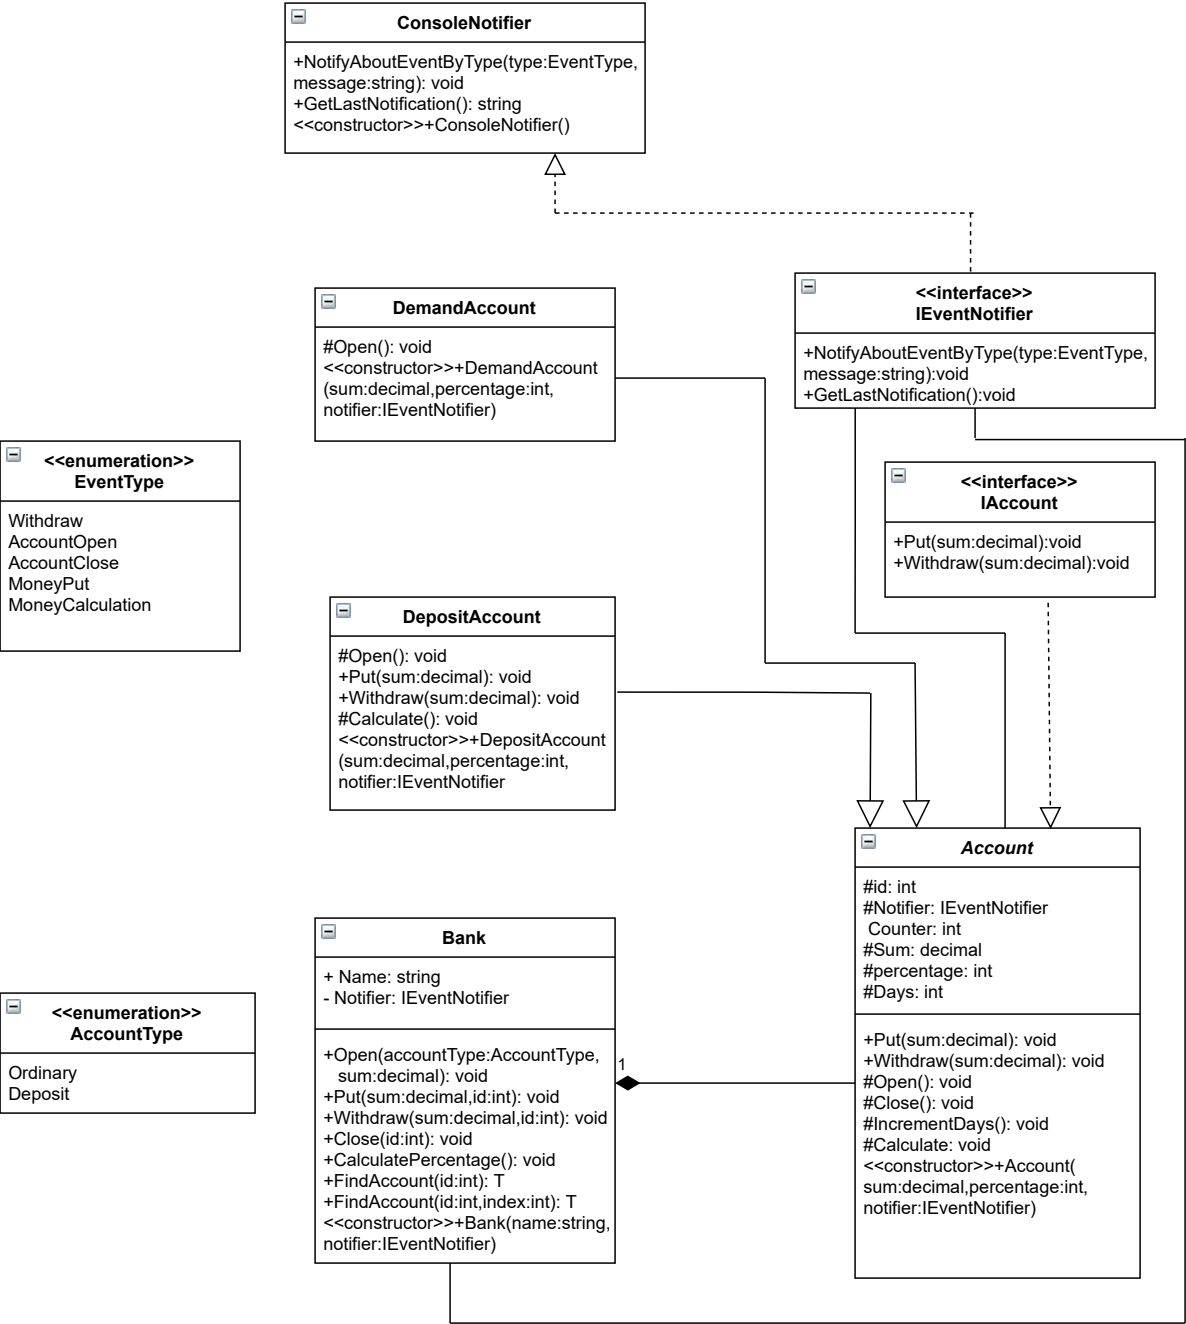 ConsoleNotifier
+NotifyAboutEventByType(type:EventType,
message:string): void
+GetLastNotification(): string
<<constructor>>+ConsoleNotifier()
DemandAccount
#Open(): void
<<constructor>>+DemandAccount
(sum:decimal,percentage:int,
notifier:IEventNotifier)
<<interface>>
IEventNotifier
+NotifyAboutEventByType(type:EventType,
message:string):void
+GetLastNotification():void
<<enumeration>>
EventType
Withdraw
AccountOpen
AccountClose
MoneyPut
MoneyCalculation
<<interface>>
IAccount
+Put(sum:decimal):void
+Withdraw(sum:decimal):void
DepositAccount
#Open(): void
+Put(sum:decimal): void
+Withdraw(sum:decimal): void
#Calculate(): void
<<constructor>>+DepositAccount
(sum:decimal,percentage:int,
notifier:IEventNotifier
Account
#id: int
#Notifier: IEventNotifier
Counter: int
#Sum: decimal
#percentage: int
#Days: int
+Put(sum:decimal): void
+Withdraw(sum:decimal): void
#Open(): void
#Close(): void
#IncrementDays(): void
#Calculate: void
<<constructor>>+Account(
sum:decimal,percentage:int,
notifier:IEventNotifier)
Bank
+ Name: string
- Notifier: IEventNotifier
+Open(accountType:AccountType,
sum:decimal): void
+Put(sum:decimal,id:int): void
+Withdraw(sum:decimal,id:int): void
+Close(id:int): void
+CalculatePercentage(): void
+FindAccount(id:int): T
+FindAccount(id:int,index:int): T
<<constructor>>+Bank(name:string,
notifier:IEventNotifier)
1
<<enumeration>>
AccountType
Ordinary
Deposit